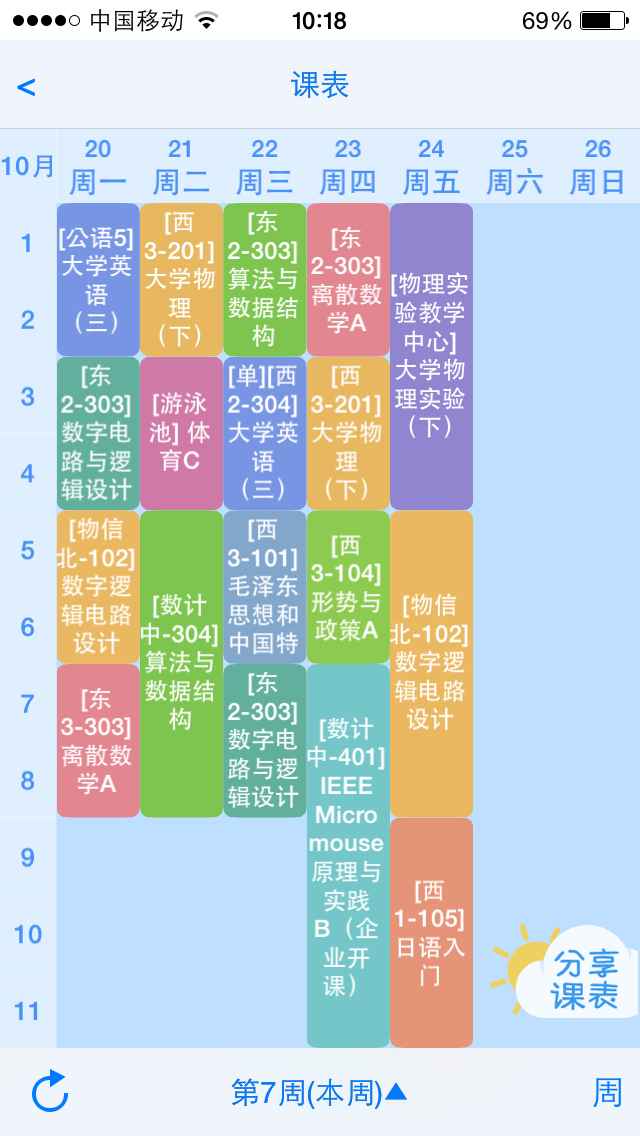 中国移动
10:18
69%
<
课表
10月
20
周一
21
周二
22
周三
23
周四
24
周五
25
周六
26
周日
1
2
3
4
5
6
7
8
9
10
11
[公语5]
大学英
语
（三）
[东
2-303]
数字电
路与逻
辑设计
[物信
北-102]
数字逻
辑电路
设计
[东
3-303]
离散数
学A
[西
3-201]
大学物
理
（下）
[游泳
池] 体
育C
[数计
中-304]
算法与
数据结
构
[东
2-303]
算法与
数据结
构
[单][西
2-304]
大学英
语
（三）
[西
3-101]
毛泽东
思想和
中国特
[东
2-303]
数字电
路与逻
辑设计
[东
2-303]
离散数
学A
[西
3-201]
大学物
理
（下）
[西
3-104]
形势与
政策A
[数计
中-401]
IEEE
Micro
mouse
原理与
实践
B（企
业开
课）
[物理实
验教学
中心]
大学物
理实验
（下）
[物信
北-102]
数字逻
辑电路
设计
[西
1-105]
日语入
门
分享
课表
第7周(本周)▲
周